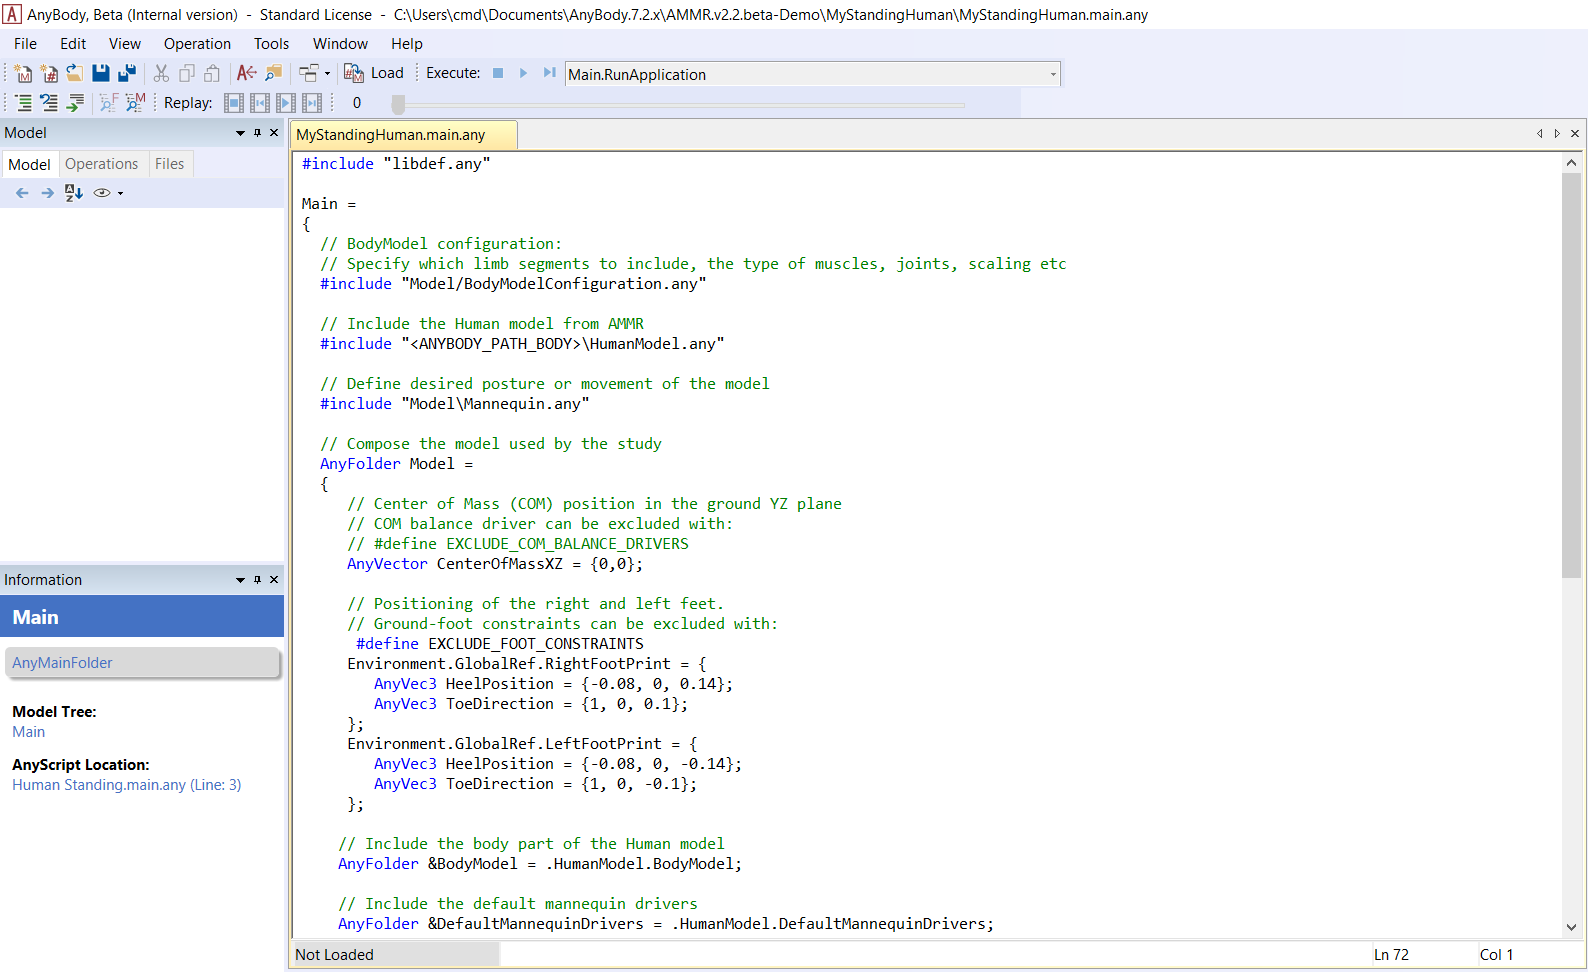 AnyBody, Beta (Internal version)  -  Standard License  -  C:\Users\cmd\Documents\AnyBody.7.2.x\AMMR.v2.2.beta-Demo\MyStandingHuman\MyStandingHuman.main.any
File Edit View Operation Tools Window Help
Load Execute: Main.RunApplication
Replay: 0
Model
Model Operations Files
Information
Main
AnyMainFolder
Model Tree:
Main
AnyScript Location:
Human Standing.main.any (Line: 3)
MyStandingHuman.main.any
#include "libdef.any"
Main =
{
// BodyModel configuration:
// Specify which limb segments to include, the type of muscles, joints, scaling etc
#include "Model/BodyModelConfiguration.any"
// Include the Human model from AMMR
#include "<ANYBODY_PATH_BODY>\HumanModel.any"
// Define desired posture or movement of the model
#include "Model\Mannequin.any"
// Compose the model used by the study
AnyFolder Model =
{
// Center of Mass (COM) position in the ground YZ plane
// COM balance driver can be excluded with:
// #define EXCLUDE_COM_BALANCE_DRIVERS
AnyVector CenterOfMassXZ = {0,0};
// Positioning of the right and left feet.
// Ground-foot constraints can be excluded with:
#define EXCLUDE_FOOT_CONSTRAINTS
Environment.GlobalRef.RightFootPrint = {
AnyVec3 HeelPosition = {-0.08, 0, 0.14};
AnyVec3 ToeDirection = {1, 0, 0.1};
};
Environment.GlobalRef.LeftFootPrint = {
AnyVec3 HeelPosition = {-0.08, 0, -0.14};
AnyVec3 ToeDirection = {1, 0, -0.1};
};
// Include the body part of the Human model
AnyFolder &BodyModel = .HumanModel.BodyModel;
// Include the default mannequin drivers
AnyFolder &DefaultMannequinDrivers = .HumanModel.DefaultMannequinDrivers;
Not Loaded Ln 72 Col 1